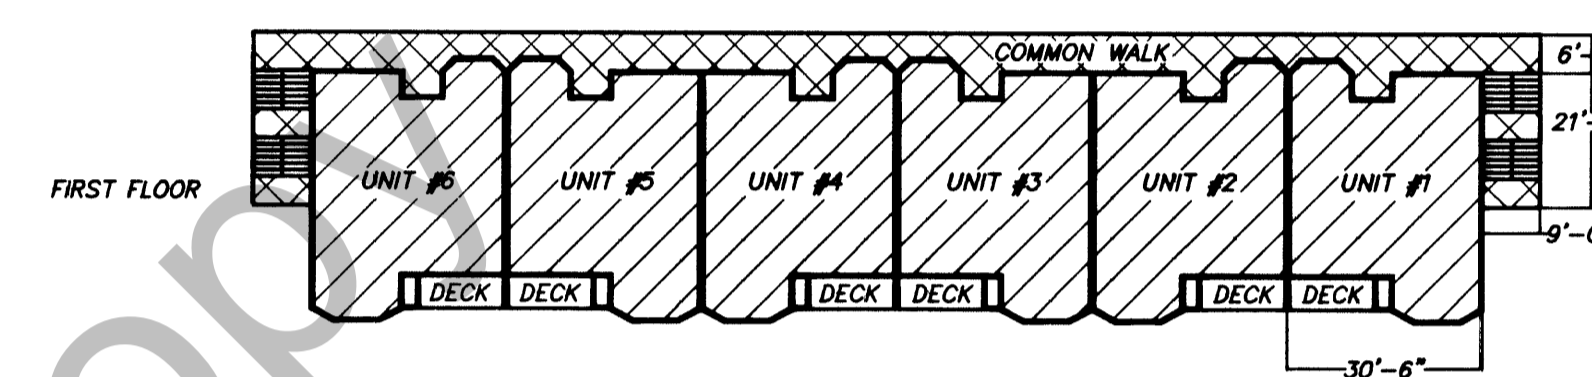 COMMON WALK
6'-
21'-
FIRST FLOOR
UNIT #6 UNIT #5 UNIT #4 UNIT #3 UNIT #2 UNIT #1
9'-0
DECK DECK DECK DECK DECK DECK
30'-6"